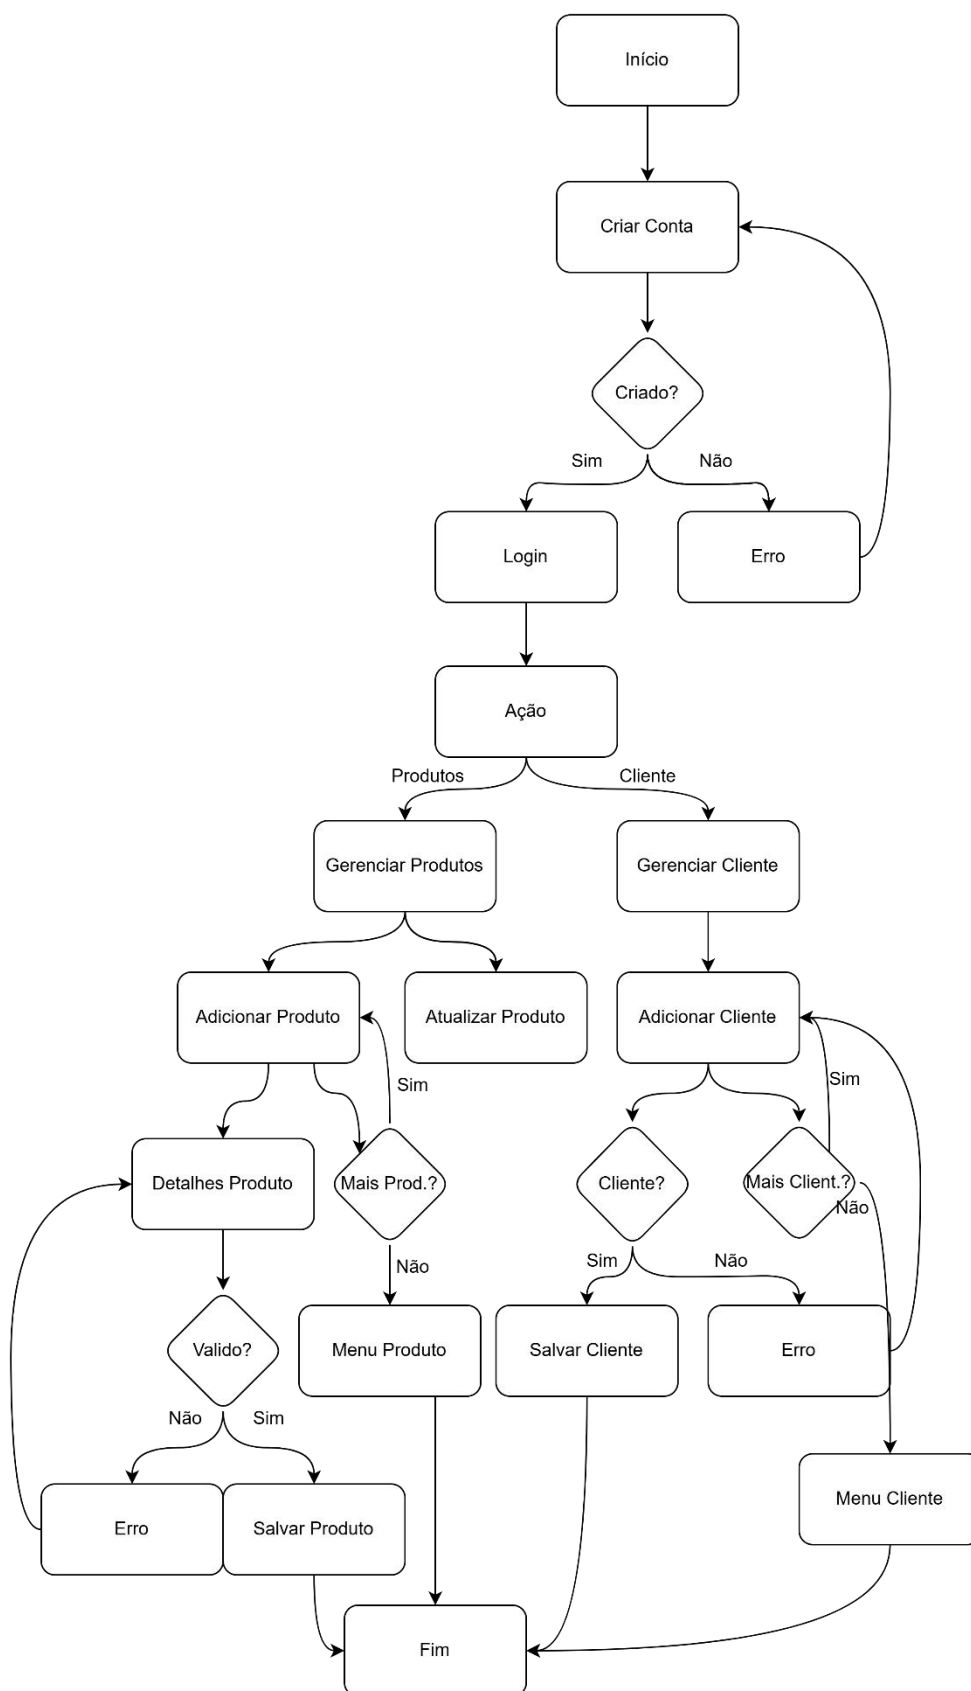 Início
Criar Conta
Criado?
Sim
Não
Login
Erro
Ação
Produtos
Cliente
Gerenciar Produtos
Gerenciar Cliente
Adicionar Produto
Atualizar Produto
Adicionar Cliente
Sim
Sim
Detalhes Produto
Mais Prod.?
Cliente?
Mais Client.?
Não
Não
Sim
Não
Valido?
Menu Produto
Salvar Cliente
Erro
Não
Sim
Erro
Salvar Produto
Menu Cliente
Fim